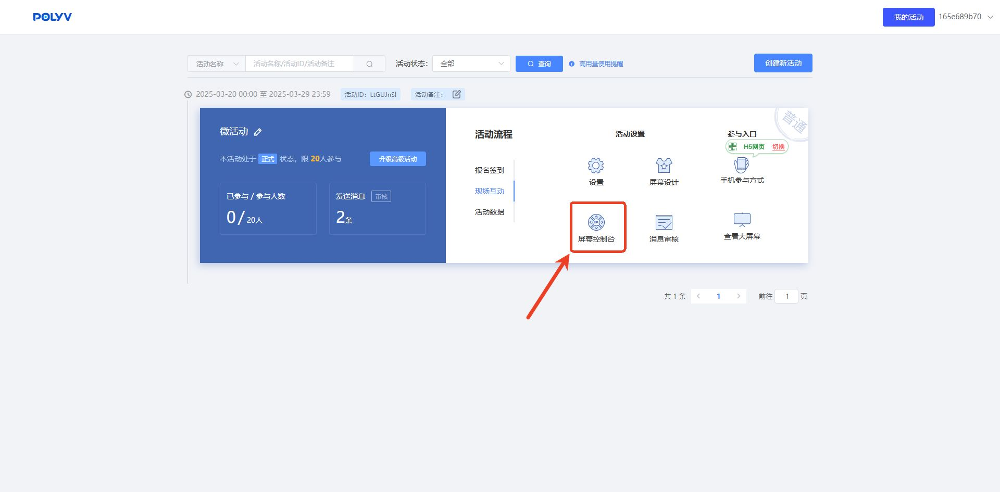 POLYV
我的活动 165e689b70
活动名称 活动名称/活动ID/活动备注 活动状态： 全部 查询 高用量使用提醒 创建新活动
2025-03-20 00:00 至 2025-03-29 23:59 活动ID：LtGUJnSl 活动备注：
微活动
本活动处于 正式 状态，限 20人参与 升级高级活动
已参与 / 参与人数
0 / 20人
发送消息 审核
2条
活动流程
报名签到
现场互动
活动数据
活动设置
设置
屏幕设计
OK
屏幕控制台
消息审核
普通
参与入口
H5网页 切换
手机参与方式
查看大屏幕
共 1 条 1 前往 1 页